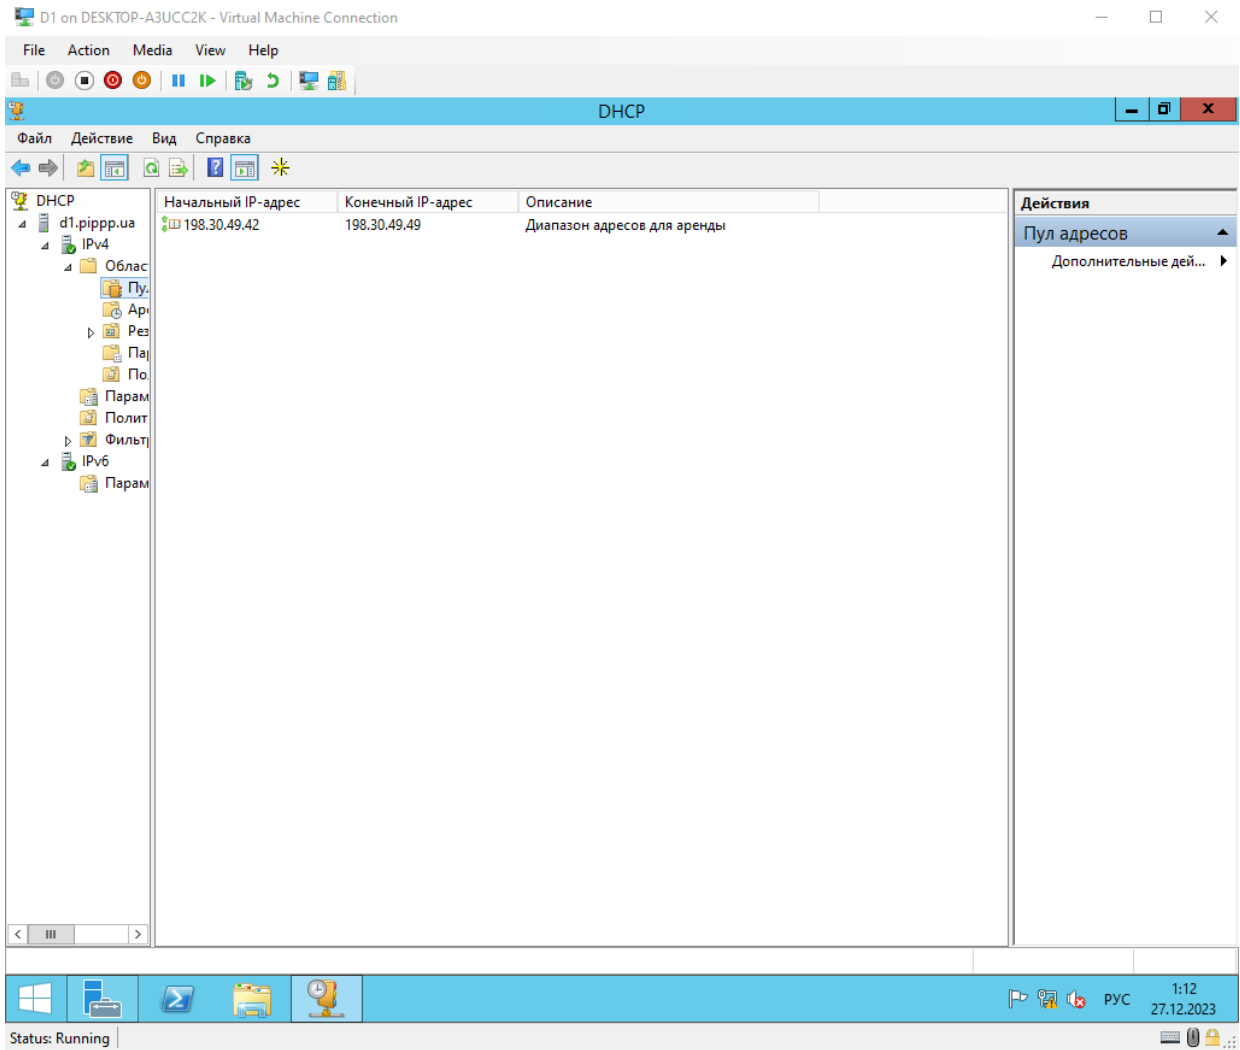 D1 on DESKTOP-A3UCC2K - Virtual Machine Connection
File Action Media View Help
DHCP
Файл Действие Вид Справка
DHCP
d1.pippp.ua
IPv4
Облас
Пу
Ар
Рез
Па
По
Парам
Полит
Фильт
IPv6
Парам
Начальный IP-адрес Конечный IP-адрес Описание
198.30.49.42 198.30.49.49 Диапазон адресов для аренды
Действия
Пул адресов
Дополнительные дей...
РУС
1:12
27.12.2023
Status: Running